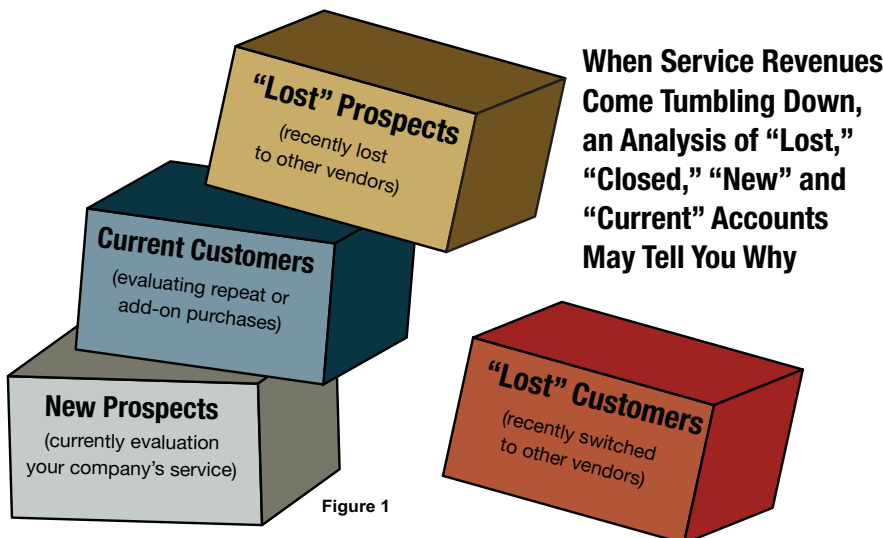 “Lost” Prospects
(recently lost
to other vendors)
When Service Revenues
Come Tumbling Down,
an Analysis of “Lost,”
“Closed,” “New” and
“Current” Accounts
May Tell You Why
Current Customers
(evaluating repeat or
add-on purchases)
New Prospects
(currently evaluation
your company’s service)
“Lost” Customers
(recently switched
to other vendors)
Figure 1